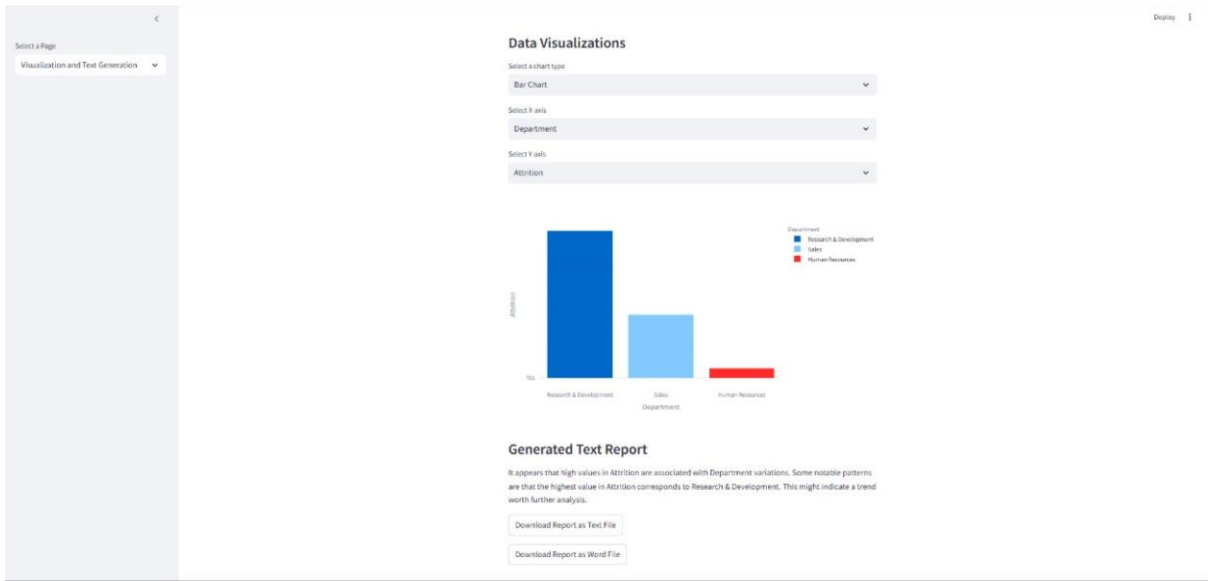 Deploy
Select a Page
Visualization and Text Generation
Data Visualizations
Select a chart type
Bar Chart
Select X axis
Department
Select Y axis
Attrition
Department
Research & Development
Sales
Human Resources
Attrition
Yes
Research & Development
Sales
Human Resources
Department
Generated Text Report
It appears that high values in Attrition are associated with Department variations. Some notable patterns
are that the highest value in Attrition corresponds to Research & Development. This might indicate a trend
worth further analysis.
Download Report as Text File
Download Report as Word File